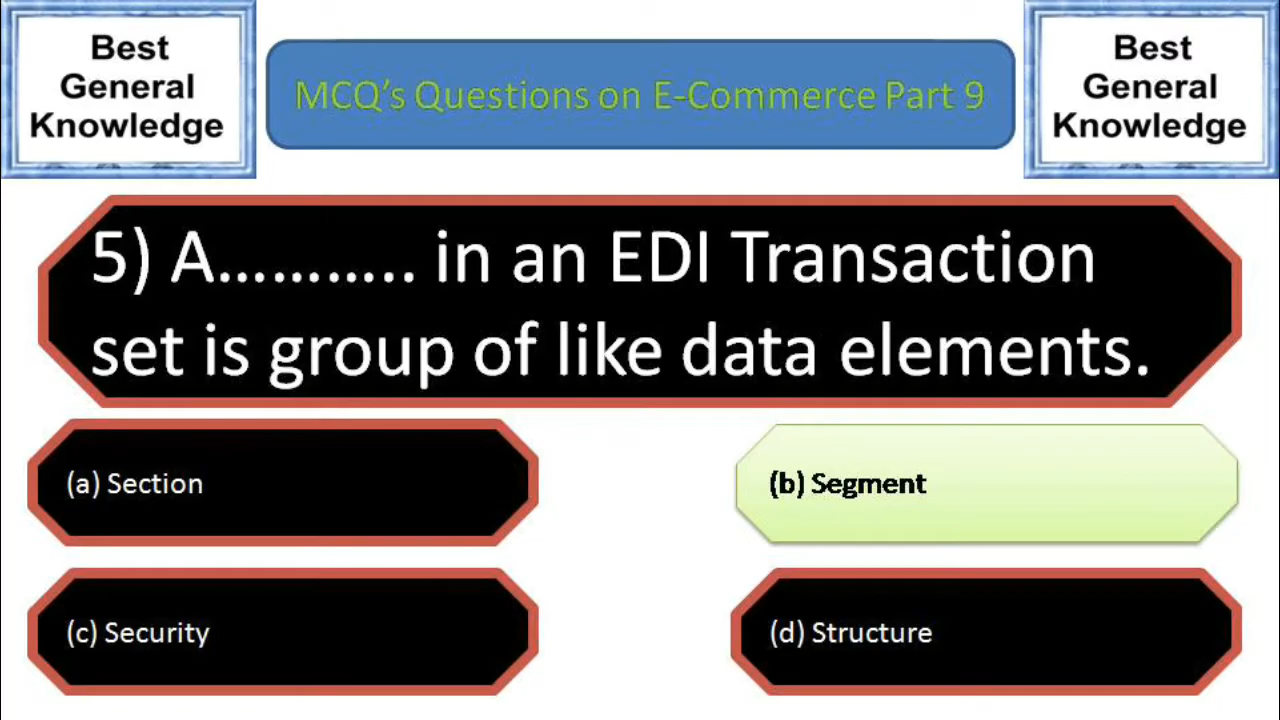 Best
General
Knowledge
MCQ's Questions on E-Commerce Part 9
Best
General
Knowledge
5) A……….. in an EDI Transaction
set is group of like data elements.
(a) Section
(b) Segment
(c) Security
(d) Structure